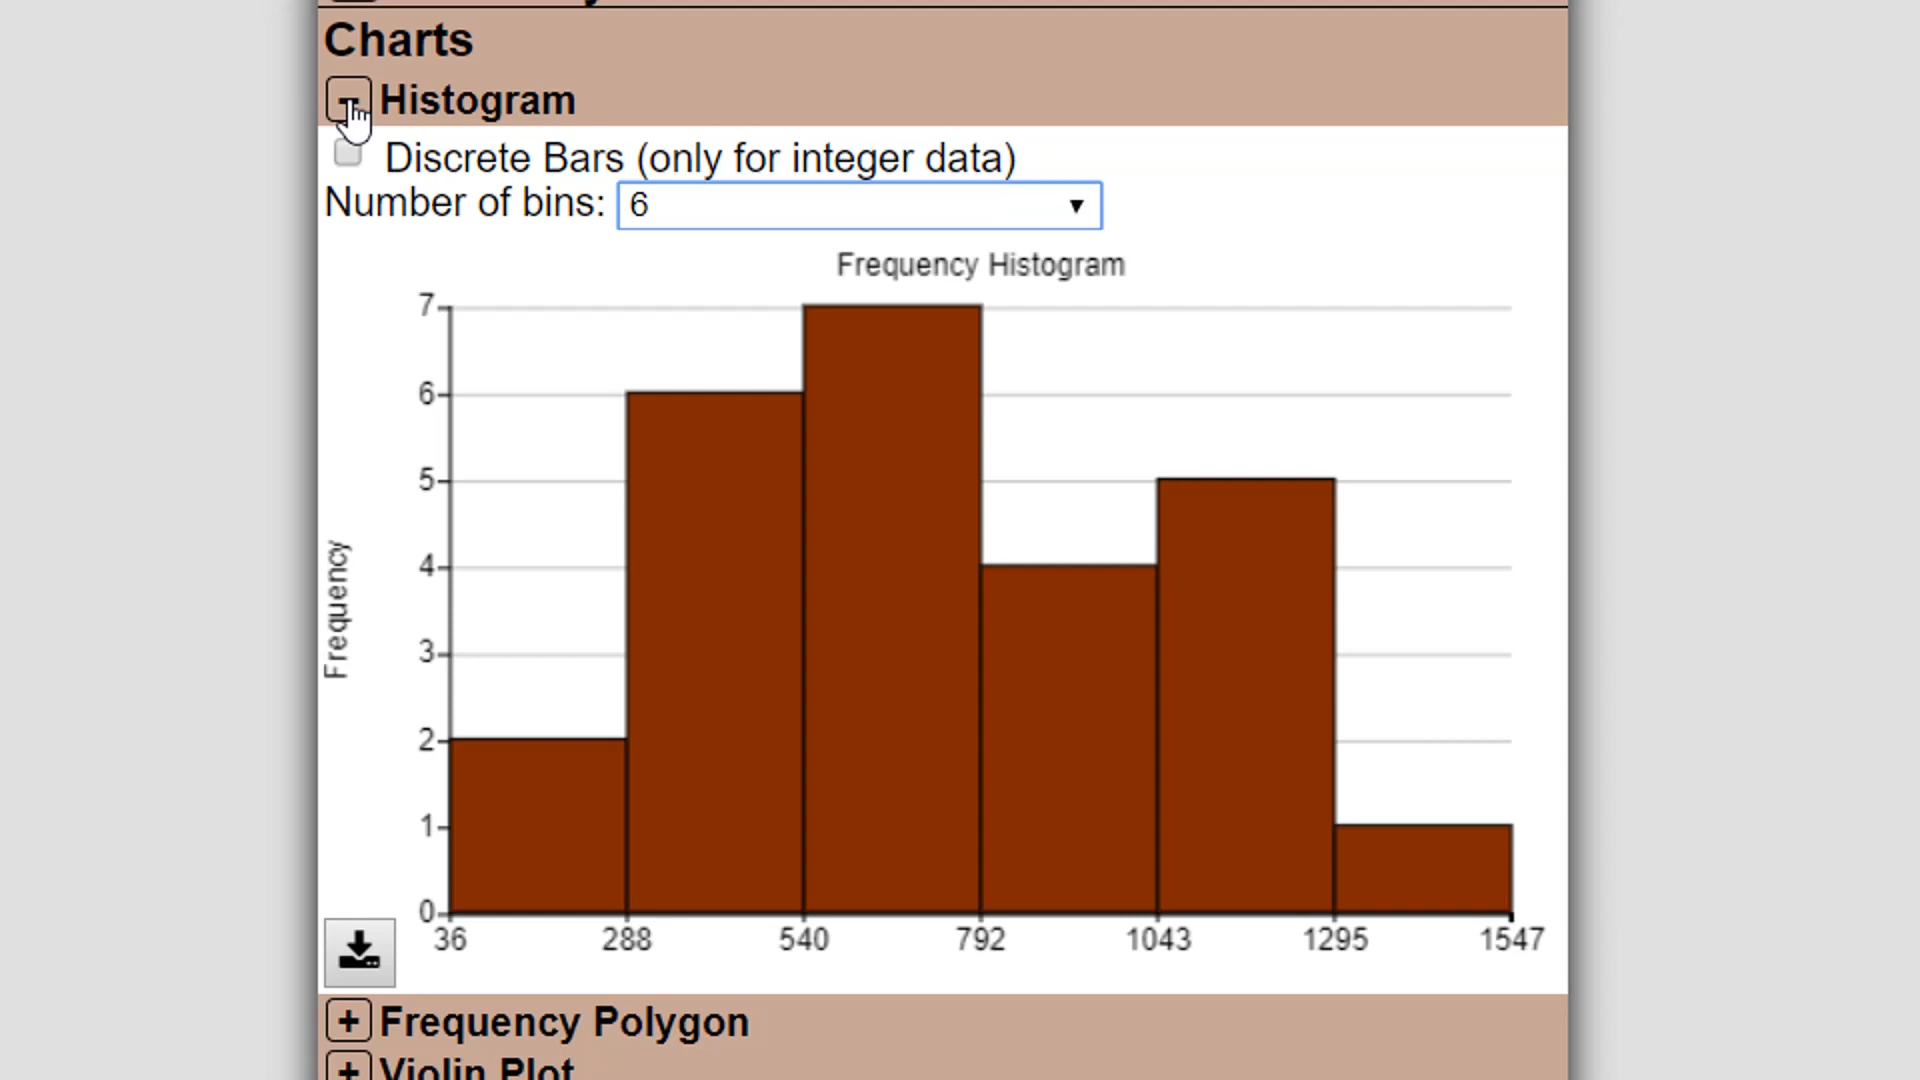 Charts
Histogram
Discrete Bars (only for integer data)
Number of bins: 6
Frequency Histogram
7
6
5
4
3
2
1
0
Frequency
36 288 540 792 1043 1295 1547
+ Frequency Polygon
+ Violin Plot